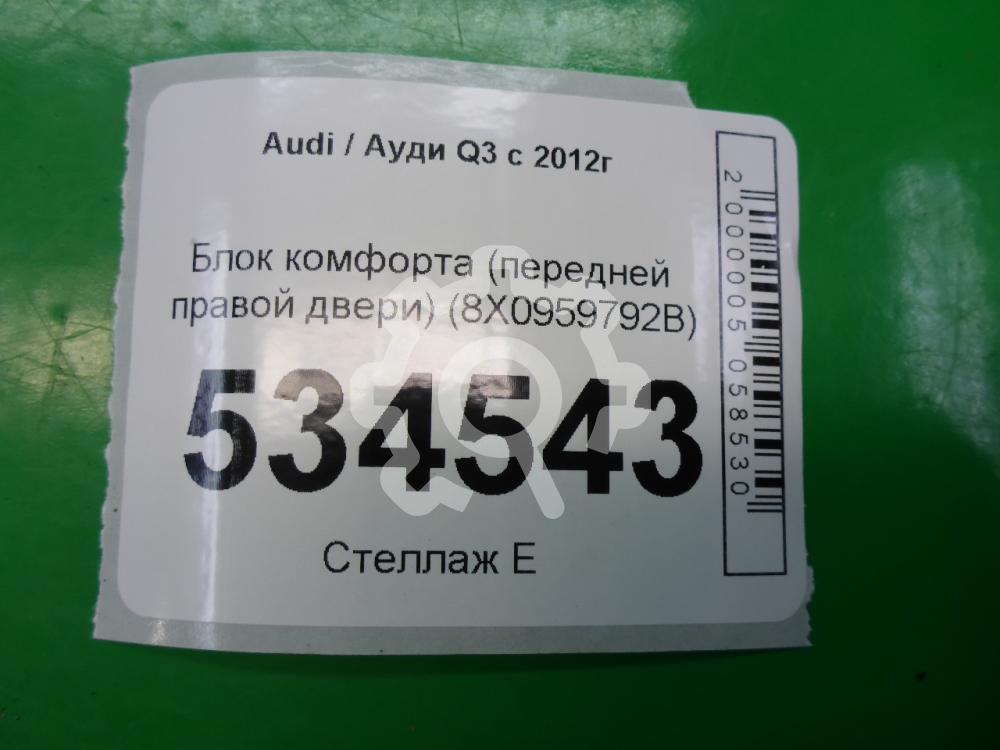 Audi / Ауди Q3 с 2012г
Блок комфорта (передней
правой двери) (8X0959792B)
534543
Стеллаж Е
2000005058530